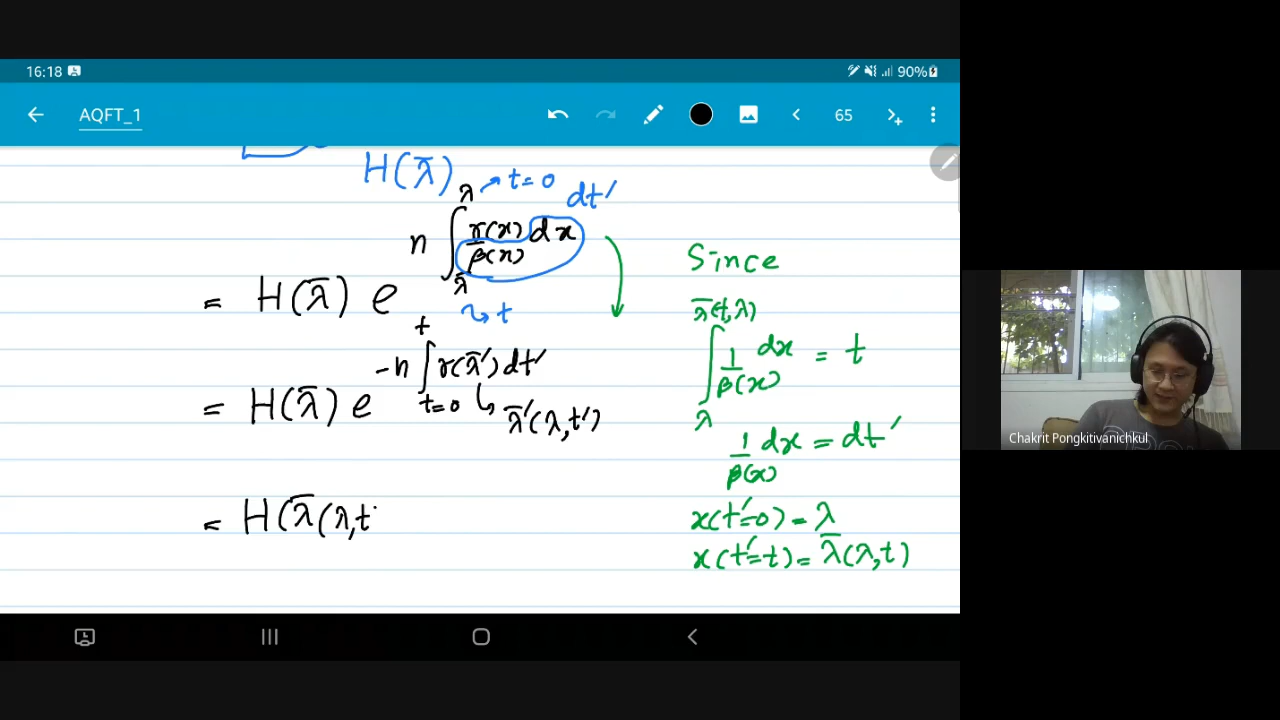 16:18 90%
AQFT_1 65
H(λ̄)
λ → t=0 dt′
n ∫ γ(x)/β(x) dx
λ̄ ↝ t
= H(λ̄) e
t
-n ∫ γ(λ̄′) dt′
t=0
= H(λ̄) e
λ̄′(λ,t′)
= H(λ̄(λ,t
Since
λ̄(t,λ)
∫ 1/β(x) dx = t
λ
1/β(x) dx = dt′
x(t′=0) = λ
x(t′=t) = λ̄(λ,t)
Chakrit Pongkitivanichkul